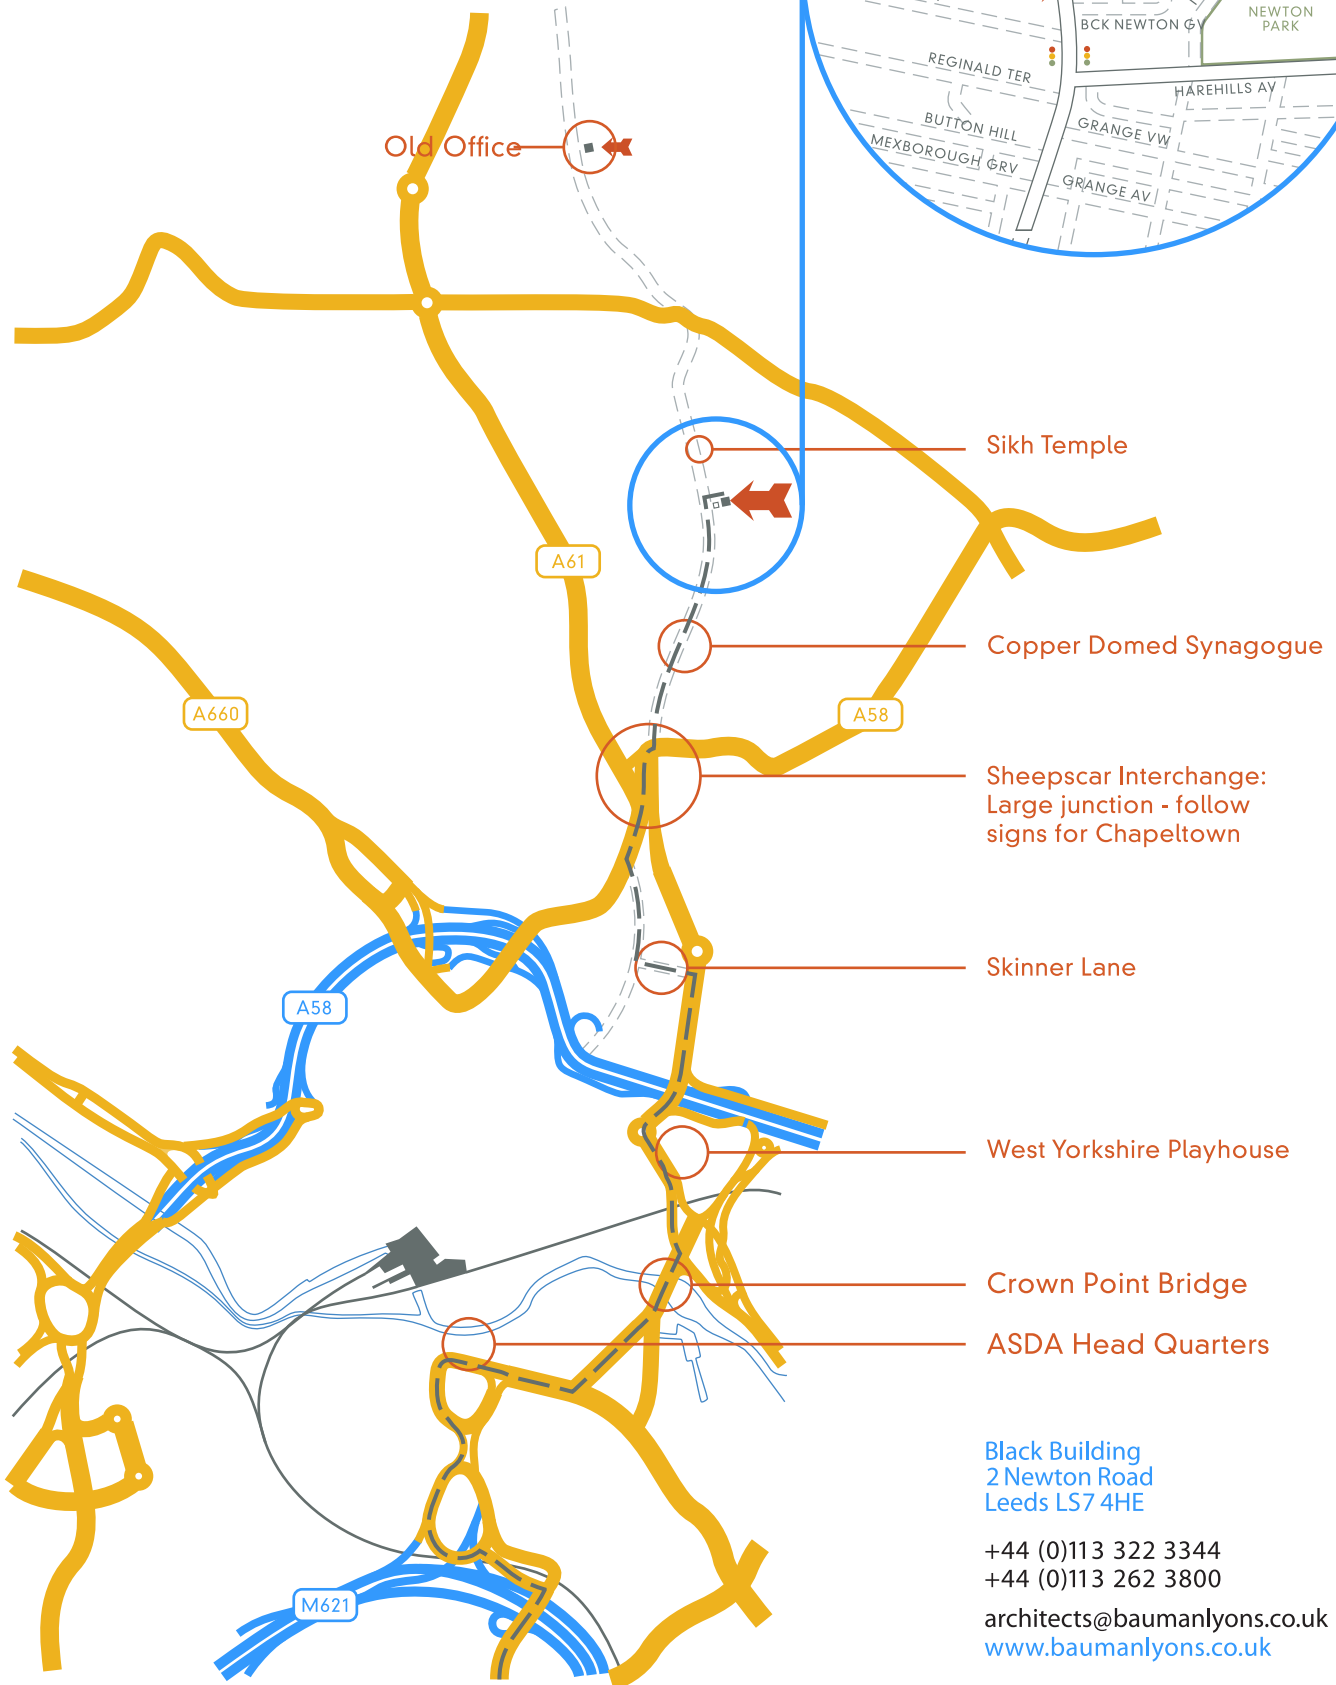 NEWTON
PARK
BCK NEWTON GV
REGINALD TER
HAREHILLS AV
BUTTON HILL
GRANGE VW
MEXBOROUGH GRV
GRANGE AV
Old Office
Sikh Temple
A61
Copper Domed Synagogue
A660
A58
Sheepscar Interchange:
Large junction - follow
signs for Chapeltown
Skinner Lane
A58
West Yorkshire Playhouse
Crown Point Bridge
ASDA Head Quarters
Black Building
2 Newton Road
Leeds LS7 4HE
+44 (0)113 322 3344
+44 (0)113 262 3800
M621
architects@baumanlyons.co.uk
www.baumanlyons.co.uk